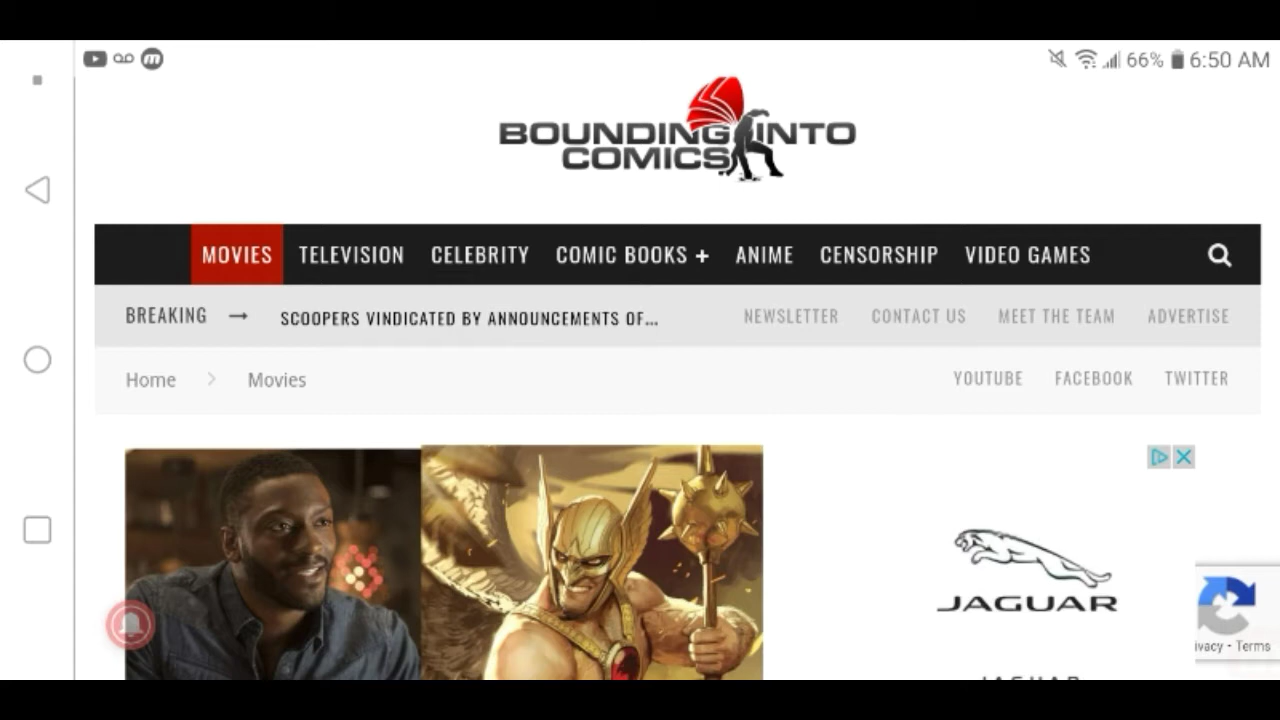 66% 6:50 AM
BOUNDING INTO
COMICS
MOVIES TELEVISION CELEBRITY COMIC BOOKS + ANIME CENSORSHIP VIDEO GAMES
BREAKING → SCOOPERS VINDICATED BY ANNOUNCEMENTS OF... NEWSLETTER CONTACT US MEET THE TEAM ADVERTISE
Home > Movies YOUTUBE FACEBOOK TWITTER
JAGUAR
ivacy - Terms
JAGUAR